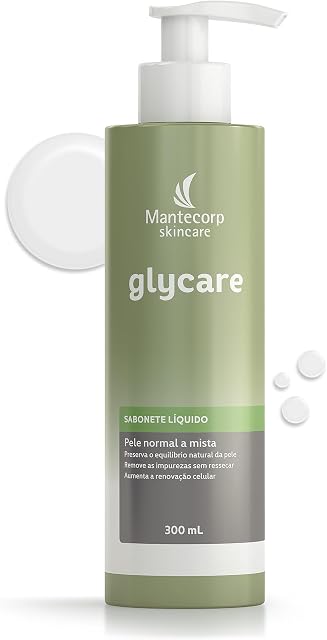 Mantecorp
skincare
glycare
SABONETE LÍQUIDO
Pele normal a mista
Preserva o equilíbrio natural da pele
Remove as impurezas sem ressecar
Aumenta a renovação celular
300 mL